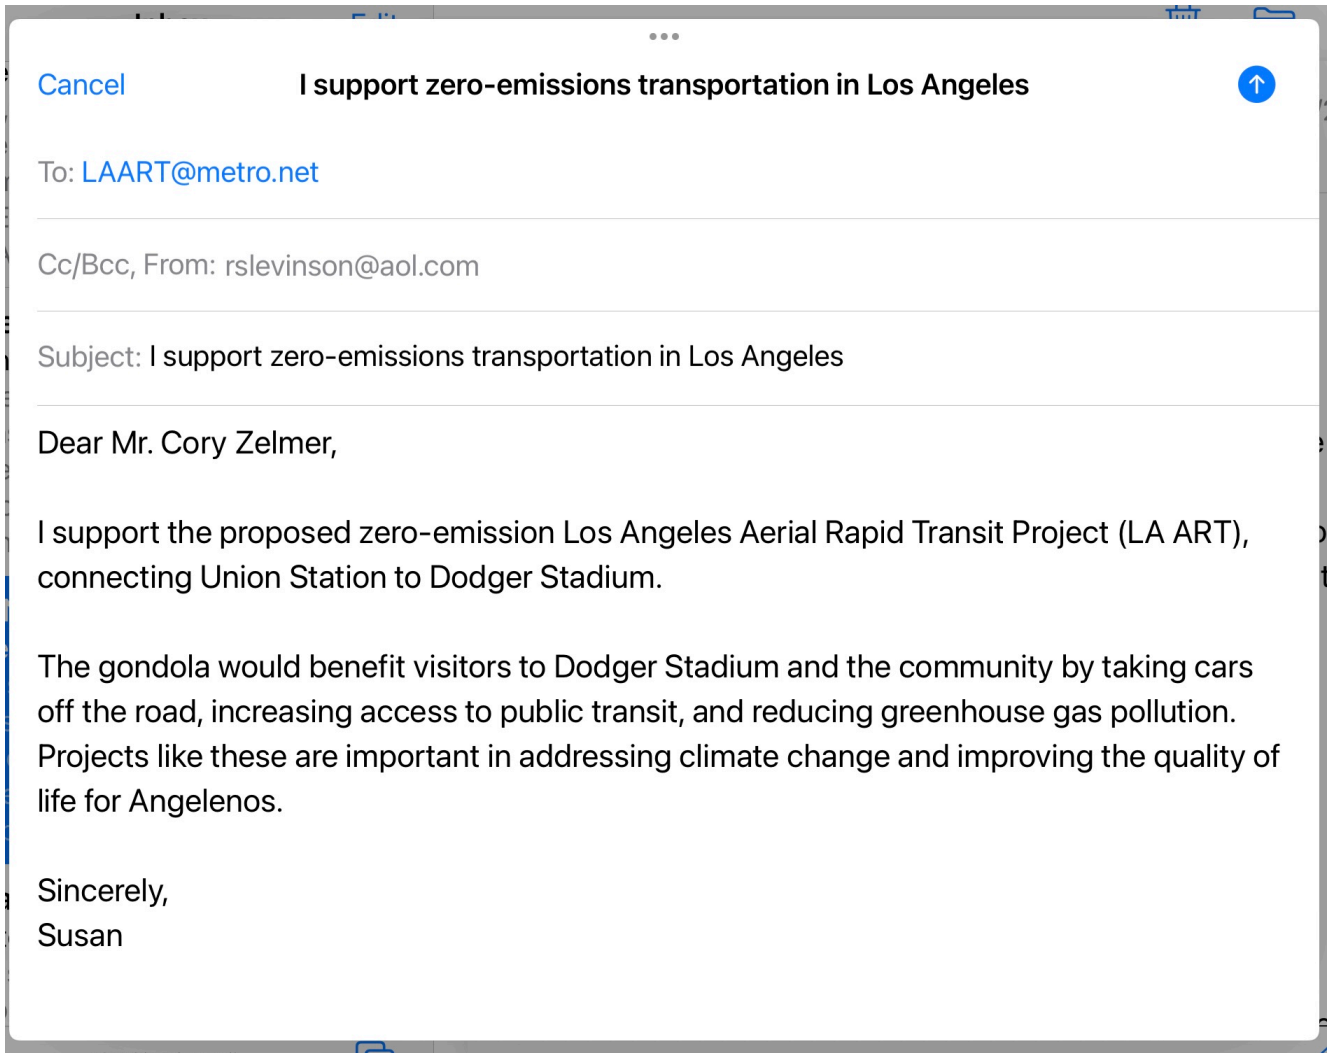 Cancel
I support zero-emissions transportation in Los Angeles
To: LAART@metro.net
Cc/Bcc, From: rslevinson@aol.com
Subject: I support zero-emissions transportation in Los Angeles
Dear Mr. Cory Zelmer,
I support the proposed zero-emission Los Angeles Aerial Rapid Transit Project (LA ART),
connecting Union Station to Dodger Stadium.
The gondola would benefit visitors to Dodger Stadium and the community by taking cars
off the road, increasing access to public transit, and reducing greenhouse gas pollution.
Projects like these are important in addressing climate change and improving the quality of
life for Angelenos.
Sincerely,
Susan